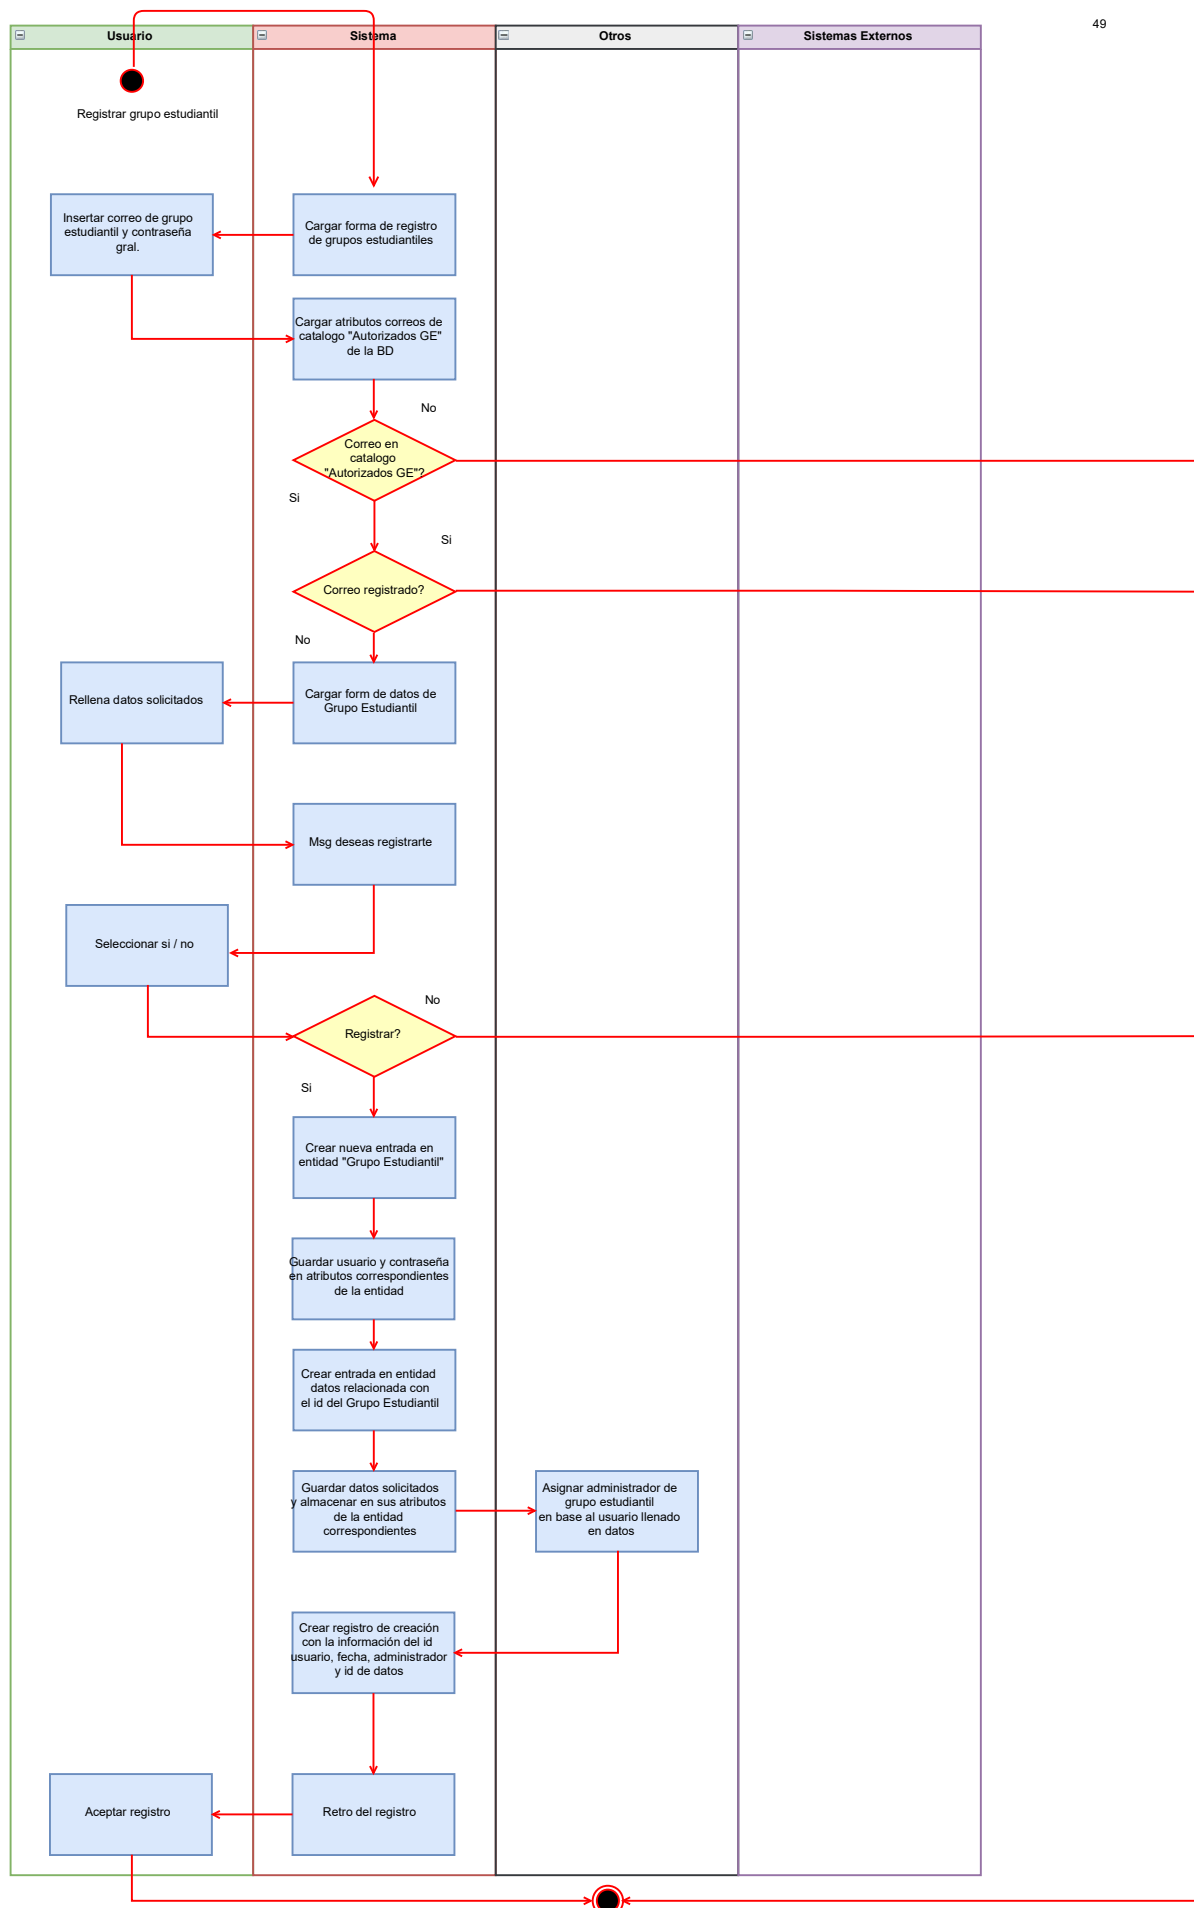 49
Usuario
Sistema
Otros
Sistemas Externos
Registrar grupo estudiantil
Insertar correo de grupo
estudiantil y contraseña
gral.
Cargar forma de registro
de grupos estudiantiles
Cargar atributos correos de
catalogo "Autorizados GE"
de la BD
No
Correo en
catalogo
"Autorizados GE"?
Si
Si
Correo registrado?
No
Rellena datos solicitados
Cargar form de datos de
Grupo Estudiantil
Msg deseas registrarte
Seleccionar si / no
No
Registrar?
Si
Crear nueva entrada en
entidad "Grupo Estudiantil"
Guardar usuario y contraseña
en atributos correspondientes
de la entidad
Crear entrada en entidad
datos relacionada con
el id del Grupo Estudiantil
Guardar datos solicitados
y almacenar en sus atributos
de la entidad
correspondientes
Asignar administrador de
grupo estudiantil
en base al usuario llenado
en datos
Crear registro de creación
con la información del id
usuario, fecha, administrador
y id de datos
Aceptar registro
Retro del registro